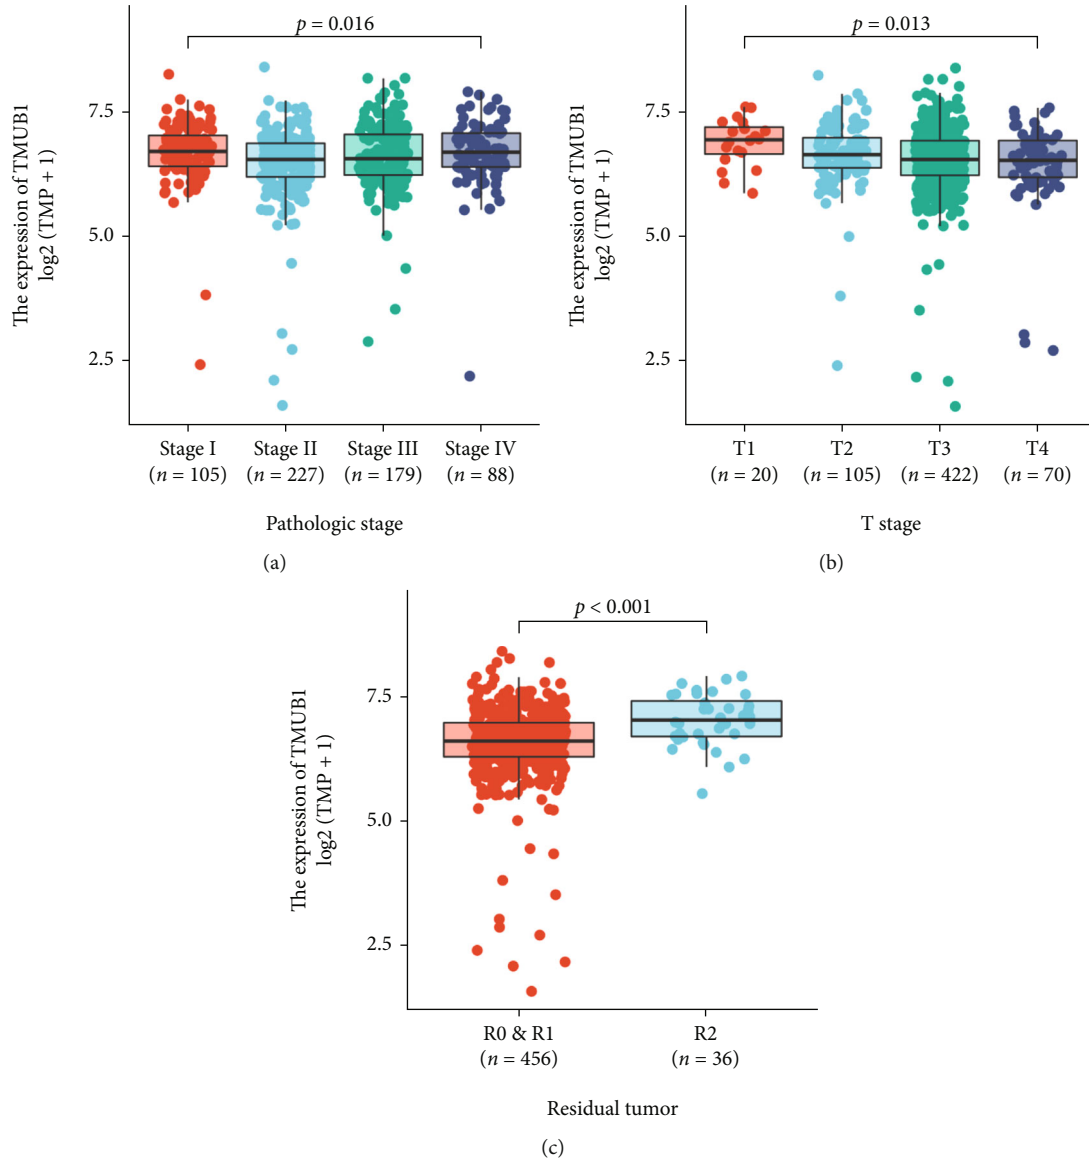 p = 0.016
7.5
5.0
2.5
The expression of TMUB1
log2 (TMP + 1)
Stage I
(n = 105)
Stage II
(n = 227)
Stage III
(n = 179)
Stage IV
(n = 88)
Pathologic stage
(a)
p = 0.013
7.5
5.0
2.5
The expression of TMUB1
log2 (TMP + 1)
T1
(n = 20)
T2
(n = 105)
T3
(n = 422)
T4
(n = 70)
T stage
(b)
p < 0.001
7.5
5.0
2.5
The expression of TMUB1
log2 (TMP + 1)
R0 & R1
(n = 456)
R2
(n = 36)
Residual tumor
(c)